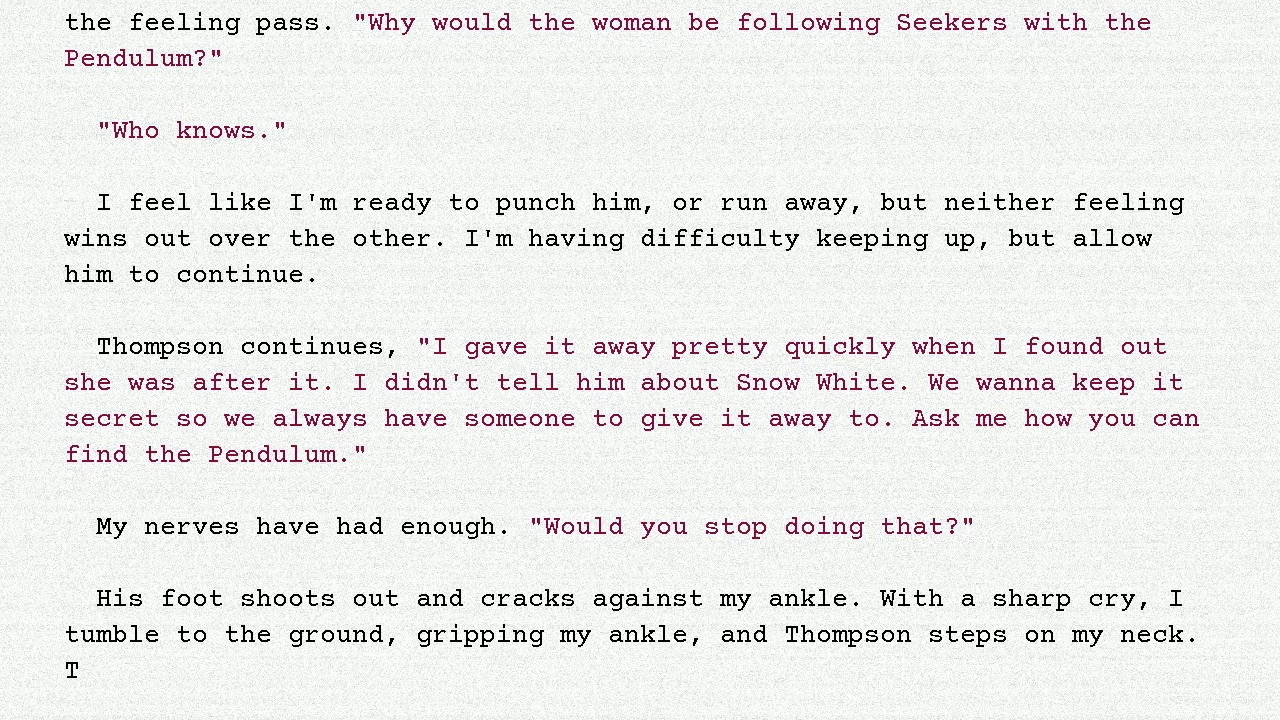 the feeling pass. "Why would the woman be following Seekers with the
Pendulum?"
"Who knows."
I feel like I'm ready to punch him, or run away, but neither feeling
wins out over the other. I'm having difficulty keeping up, but allow
him to continue.
Thompson continues, "I gave it away pretty quickly when I found out
she was after it. I didn't tell him about Snow White. We wanna keep it
secret so we always have someone to give it away to. Ask me how you can
find the Pendulum."
My nerves have had enough. "Would you stop doing that?"
His foot shoots out and cracks against my ankle. With a sharp cry, I
tumble to the ground, gripping my ankle, and Thompson steps on my neck.
T